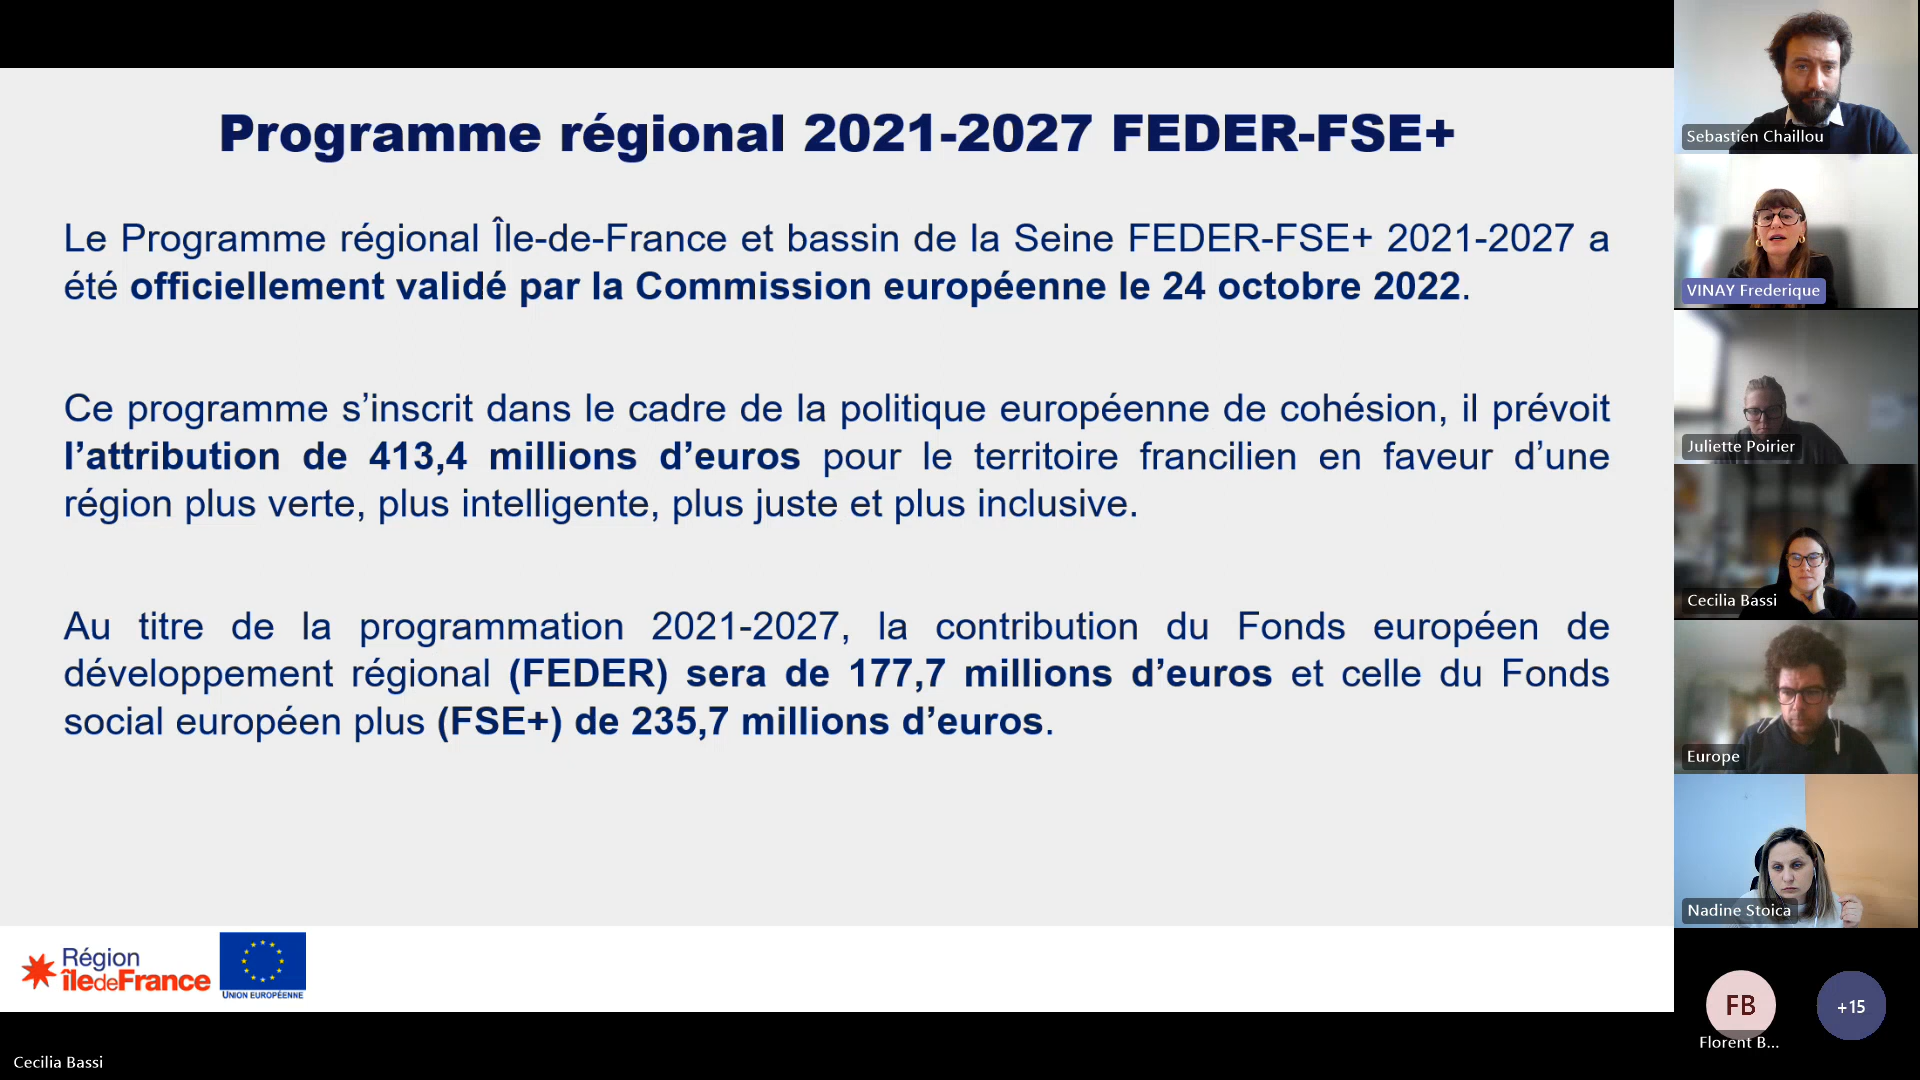 Programme régional 2021-2027 FEDER-FSE+
Le Programme régional Île-de-France et bassin de la Seine FEDER-FSE+ 2021-2027 a
été officiellement validé par la Commission européenne le 24 octobre 2022.
Ce programme s’inscrit dans le cadre de la politique européenne de cohésion, il prévoit
l’attribution de 413,4 millions d’euros pour le territoire francilien en faveur d’une
région plus verte, plus intelligente, plus juste et plus inclusive.
Au titre de la programmation 2021-2027, la contribution du Fonds européen de
développement régional (FEDER) sera de 177,7 millions d’euros et celle du Fonds
social européen plus (FSE+) de 235,7 millions d’euros.
Région
îledeFrance
UNION EUROPÉENNE
Cecilia Bassi
Sebastien Chaillou
VINAY Frederique
Juliette Poirier
Cecilia Bassi
Europe
Nadine Stoica
FB
Florent B...
+15